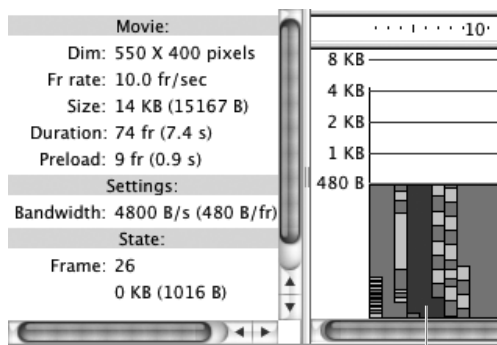 Movie:
Dim: 550 X 400 pixels
Fr rate: 10.0 fr/sec
Size: 14 KB (15167 B)
Duration: 74 fr (7.4 s)
Preload: 9 fr (0.9 s)
Settings:
Bandwidth: 4800 B/s (480 B/fr)
State:
Frame: 26
0 KB (1016 B)
10
8 KB
4 KB
2 KB
1 KB
480 B